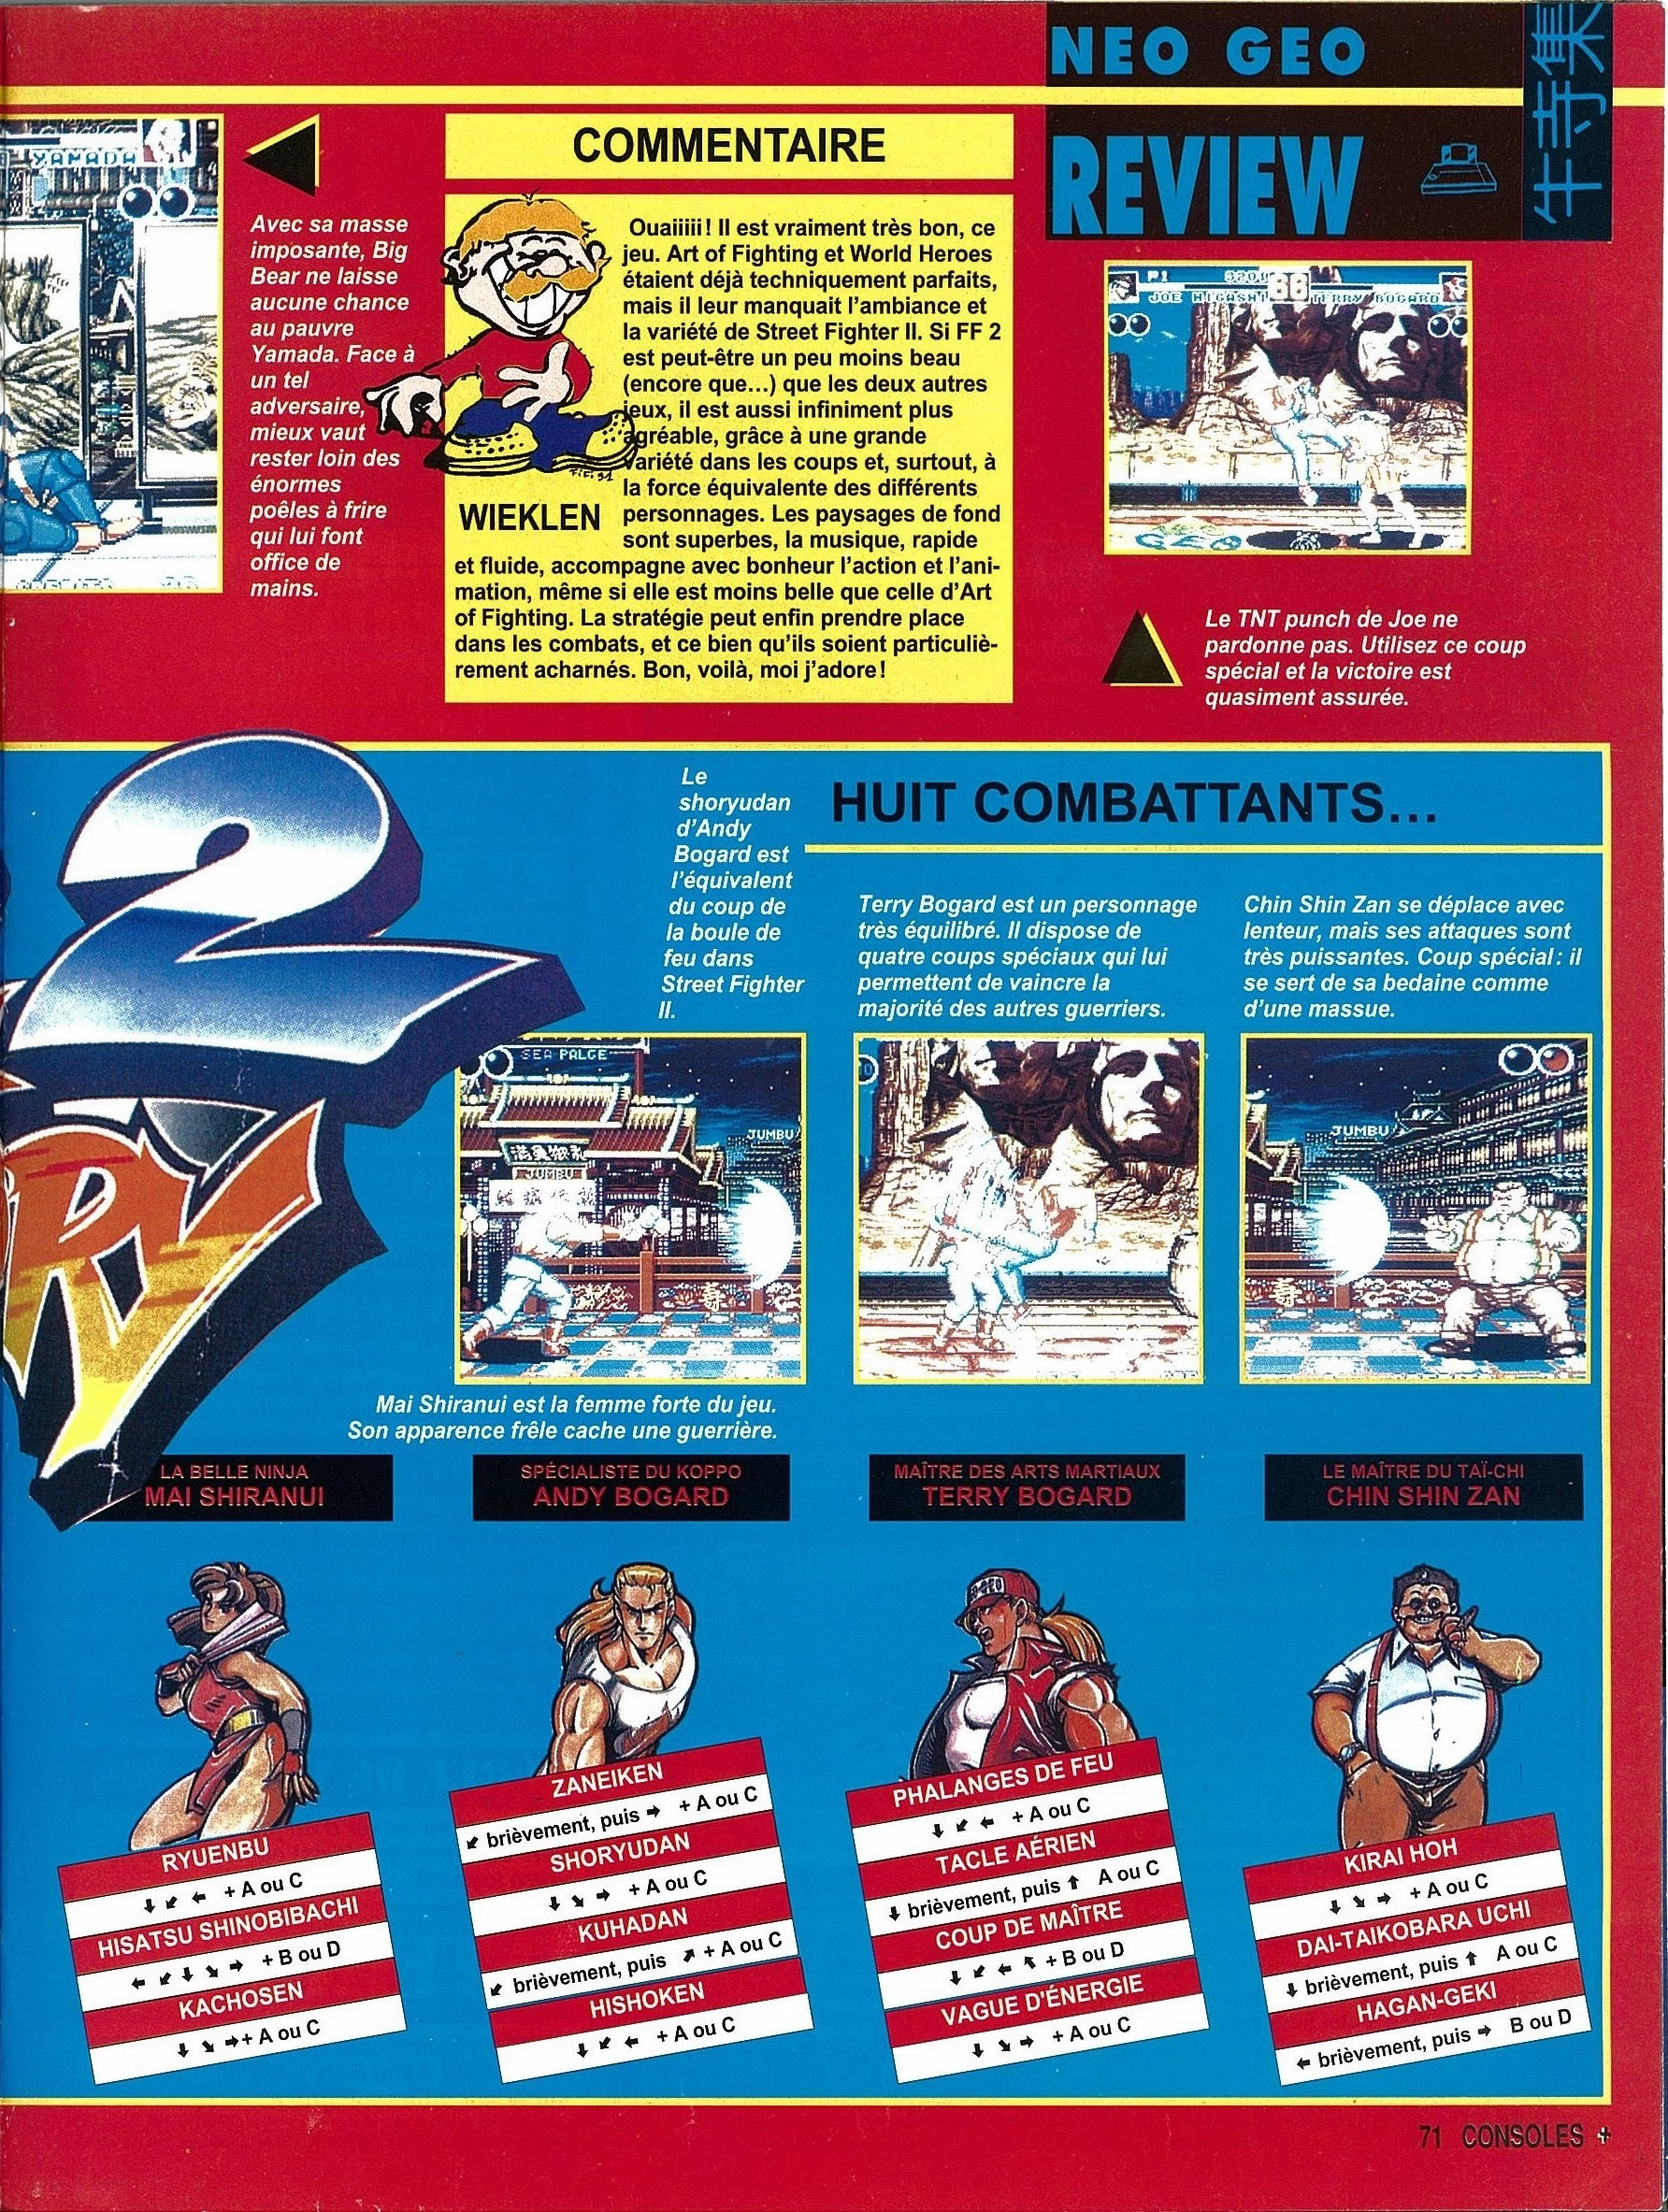 NEO GEO
REVIEW
YAMADA
Avec sa masse
imposante, Big
Bear ne laisse
aucune chance
au pauvre
Yamada. Face à
un tel
adversaire,
mieux vaut
rester loin des
énormes
poêles à frire
qui lui font
office de
mains.
COMMENTAIRE
Ouaiiiii! Il est vraiment très bon, ce
jeu. Art of Fighting et World Heroes
étaient déjà techniquement parfaits,
mais il leur manquait l'ambiance et
la variété de Street Fighter II. Si FF 2
est peut-être un peu moins beau
(encore que...) que les deux autres
jeux, il est aussi infiniment plus
agréable, grâce à une grande
variété dans les coups et, surtout, à
la force équivalente des différents
personnages. Les paysages de fond
sont superbes, la musique, rapide
et fluide, accompagne avec bonheur l'action et l'ani-
mation, même si elle est moins belle que celle d'Art
of Fighting. La stratégie peut enfin prendre place
dans les combats, et ce bien qu'ils soient particuliè-
rement acharnés. Bon, voilà, moi j'adore!
WIEKLEN
P1
JOE HIGASHI
TERRY BOGARD
Le TNT punch de Joe ne
pardonne pas. Utilisez ce coup
spécial et la victoire est
quasiment assurée.
2
Le
shoryudan
d'Andy
Bogard est
l'équivalent
du coup de
la boule de
feu dans
Street Fighter
II.
HUIT COMBATTANTS...
Terry Bogard est un personnage
très équilibré. Il dispose de
quatre coups spéciaux qui lui
permettent de vaincre la
majorité des autres guerriers.
Chin Shin Zan se déplace avec
lenteur, mais ses attaques sont
très puissantes. Coup spécial: il
se sert de sa bedaine comme
d'une massue.
SEA PALCE
JUMBU
JUMBU
JUMBU
Mai Shiranui est la femme forte du jeu.
Son apparence frêle cache une guerrière.
LA BELLE NINJA
MAI SHIRANUI
SPÉCIALISTE DU KOPPO
ANDY BOGARD
MAÎTRE DES ARTS MARTIAUX
TERRY BOGARD
LE MAÎTRE DU TAÏ-CHI
CHIN SHIN ZAN
RYUENBU
↓ ↙ ← + A ou C
HISATSU SHINOBIBACHI
← ↙ ↓ ↘ → + B ou D
KACHOSEN
↓ ↘ →+ A ou C
ZANEIKEN
↙ brièvement, puis → + A ou C
SHORYUDAN
↓ ↘ → + A ou C
KUHADAN
↙ brièvement, puis ↗ + A ou C
HISHOKEN
↓ ↙ ← + A ou C
PHALANGES DE FEU
↓ ↙ ← + A ou C
TACLE AÉRIEN
↓ brièvement, puis ↑ A ou C
COUP DE MAÎTRE
↓ ↙ ← ↖ + B ou D
VAGUE D'ÉNERGIE
↓ ↘ → + A ou C
KIRAI HOH
↓ ↘ → + A ou C
DAI-TAIKOBARA UCHI
↓ brièvement, puis ↑ A ou C
HAGAN-GEKI
← brièvement, puis → B ou D
71 CONSOLES +